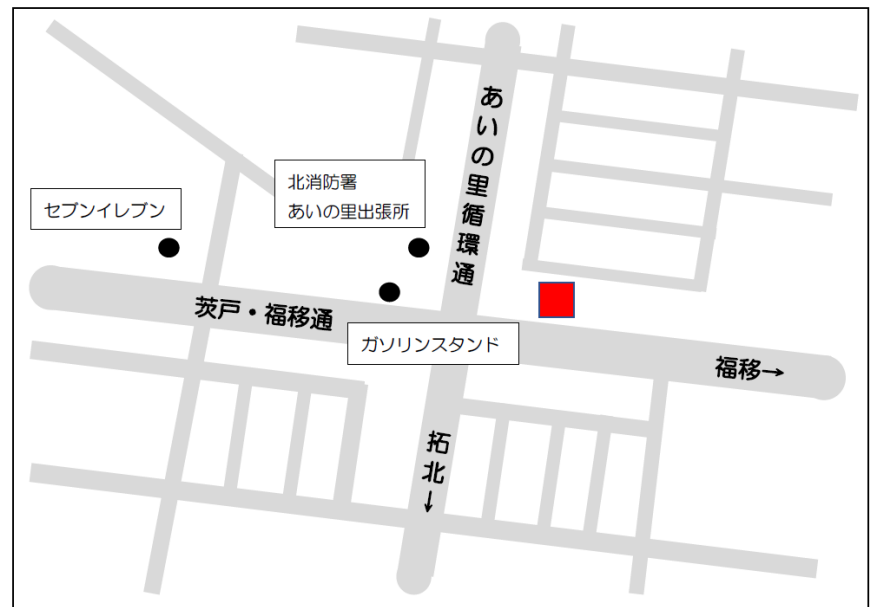 あいの里循環通
北消防署
あいの里出張所
セブンイレブン
茨戸・福移通
ガソリンスタンド
福移→
拓北↓